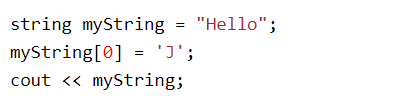 string myString = "Hello";
myString[0] = 'J';
cout << myString;